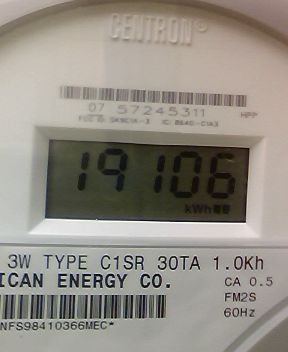 CENTRON®
07 57245311 HPP
19106
kWh
3W TYPE C1SR 30TA 1.0Kh
ICAN ENERGY CO. CA 0.5
FM2S
60Hz
NFS98410366MEC*